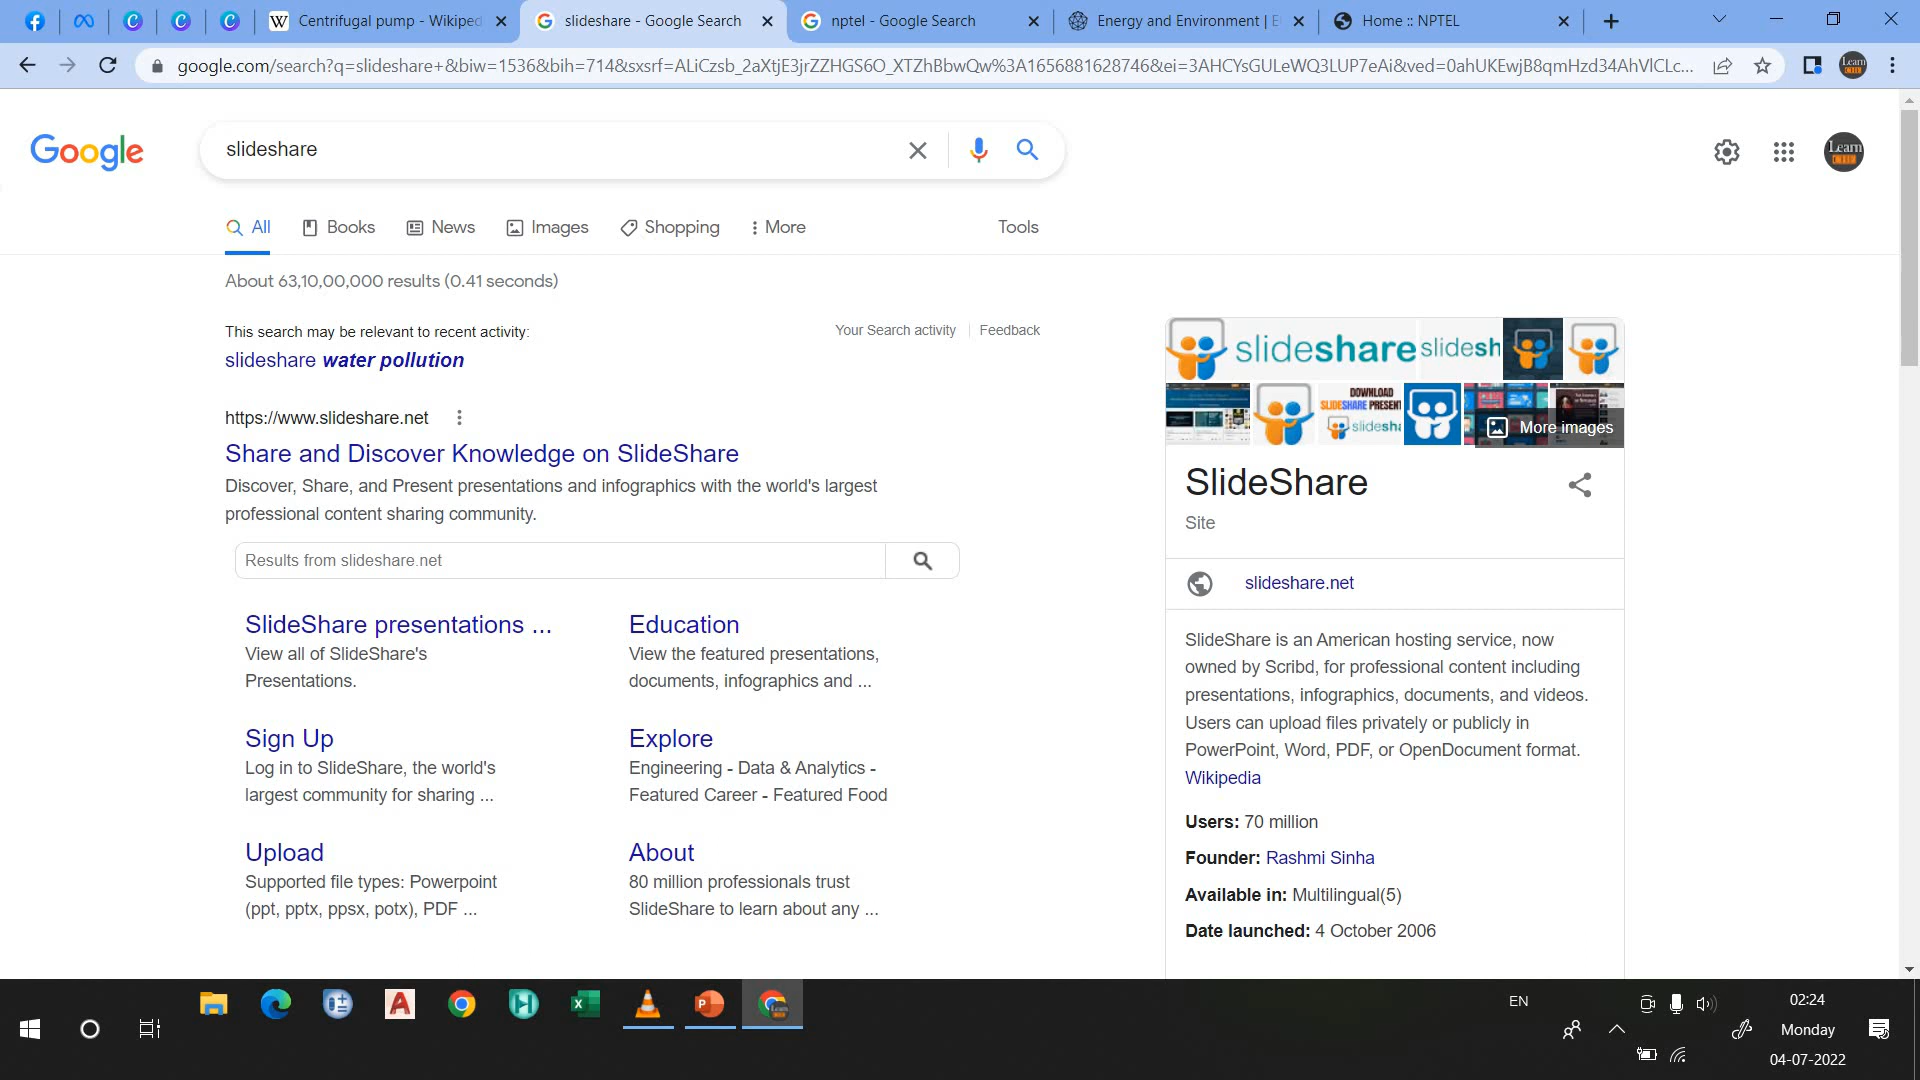 Centrifugal pump - Wikiped
slideshare - Google Search
nptel - Google Search
Energy and Environment | E
Home :: NPTEL
google.com/search?q=slideshare+&biw=1536&bih=714&sxsrf=ALiCzsb_2aXtjE3jrZZHGS6O_XTZhBbwQw%3A1656881628746&ei=3AHCYsGULeWQ3LUP7eAi&ved=0ahUKEwjB8qmHzd34AhVlCLc...
Google
slideshare
Learn
All
Books
News
Images
Shopping
More
Tools
About 63,10,00,000 results (0.41 seconds)
This search may be relevant to recent activity:
Your Search activity
Feedback
slideshare water pollution
https://www.slideshare.net
Share and Discover Knowledge on SlideShare
Discover, Share, and Present presentations and infographics with the world's largest
professional content sharing community.
Results from slideshare.net
SlideShare presentations ...
View all of SlideShare's
Presentations.
Education
View the featured presentations,
documents, infographics and ...
Sign Up
Log in to SlideShare, the world's
largest community for sharing ...
Explore
Engineering - Data & Analytics -
Featured Career - Featured Food
Upload
Supported file types: Powerpoint
(ppt, pptx, ppsx, potx), PDF ...
About
80 million professionals trust
SlideShare to learn about any ...
slideshare
slidesh
DOWNLOAD
SLIDESHARE PRESENT
slidesha
More images
SlideShare
Site
slideshare.net
SlideShare is an American hosting service, now
owned by Scribd, for professional content including
presentations, infographics, documents, and videos.
Users can upload files privately or publicly in
PowerPoint, Word, PDF, or OpenDocument format.
Wikipedia
Users: 70 million
Founder: Rashmi Sinha
Available in: Multilingual(5)
Date launched: 4 October 2006
EN
02:24
Monday
04-07-2022